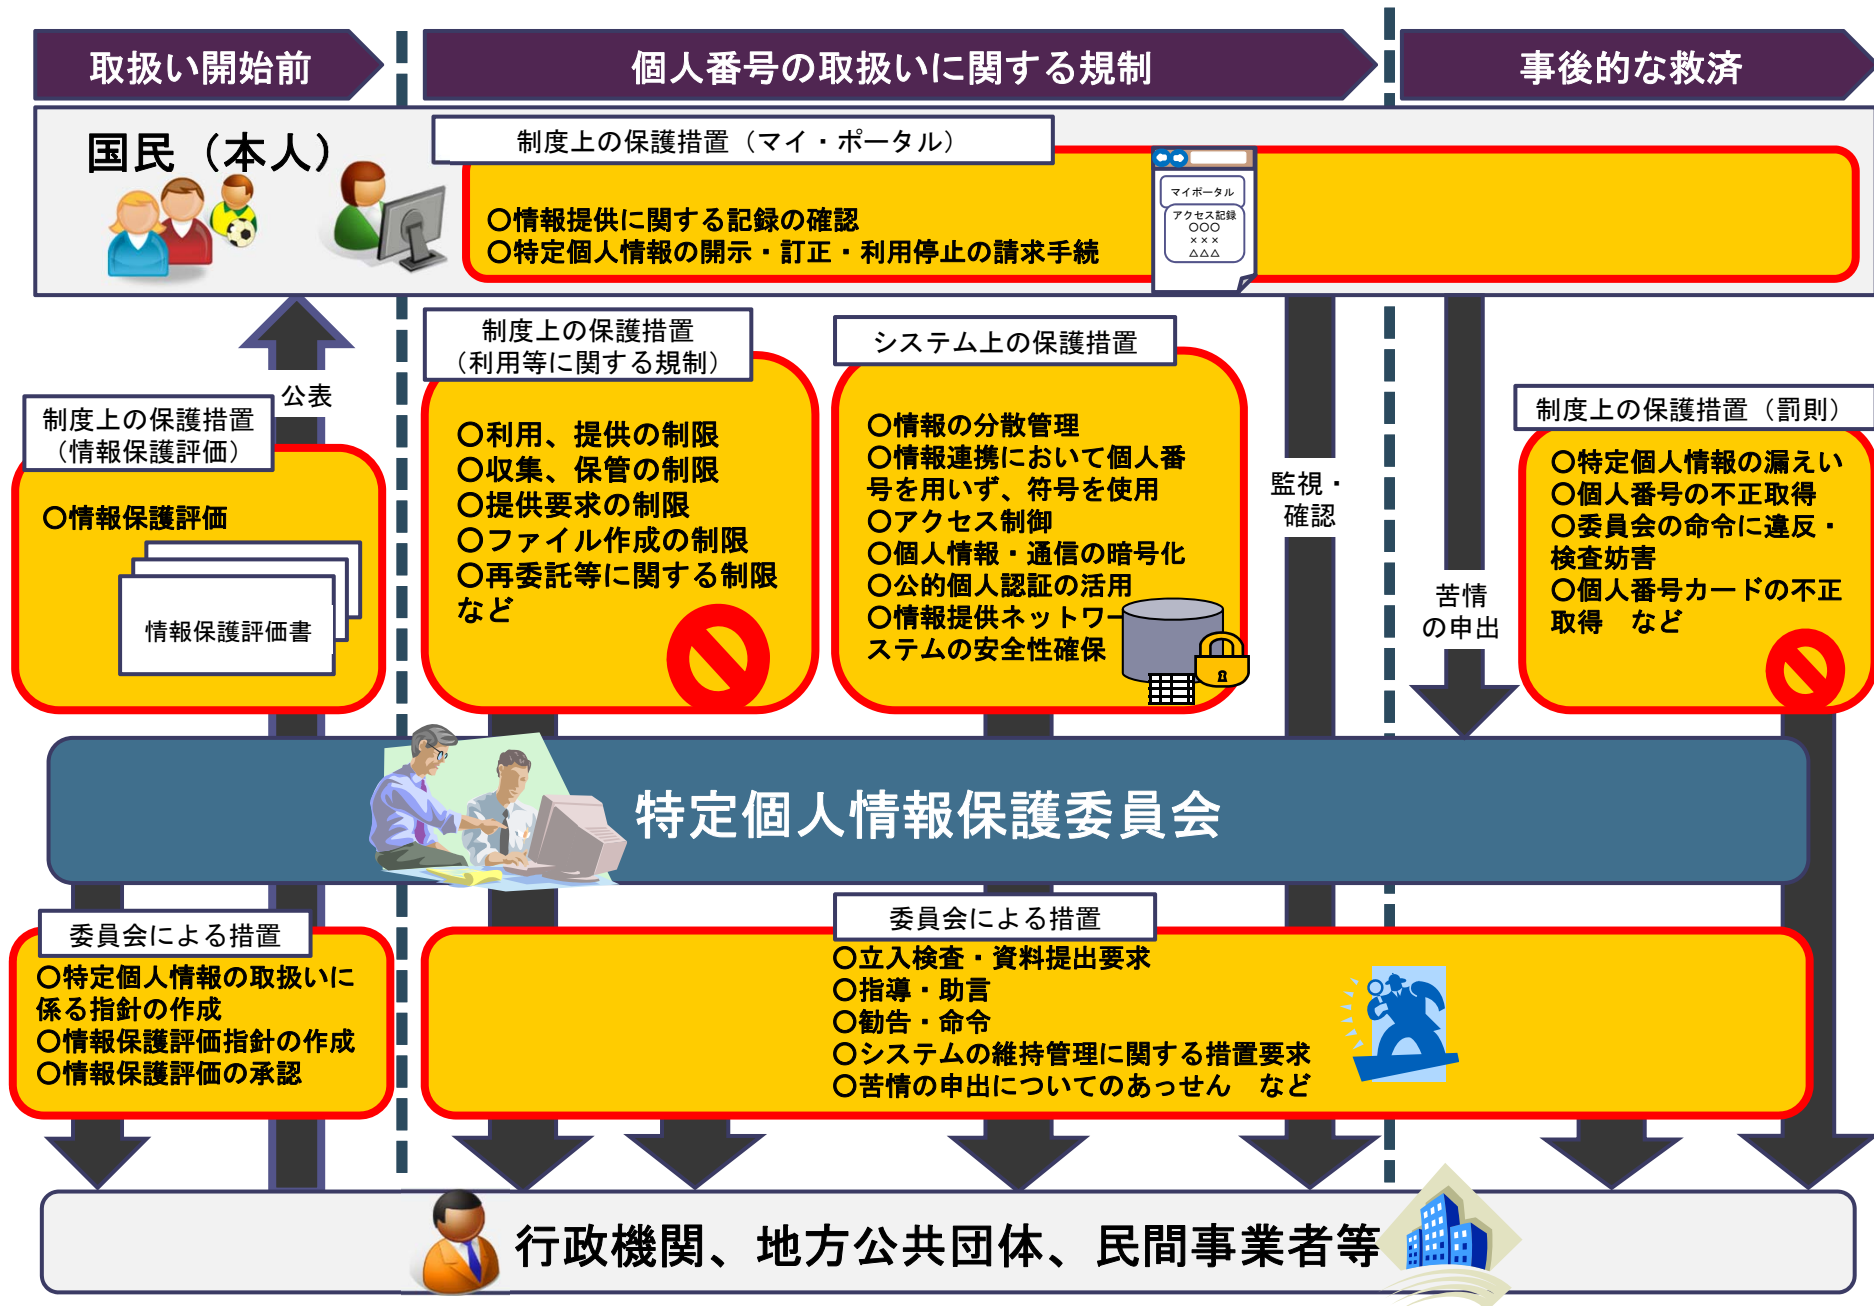 取扱い開始前
個人番号の取扱いに関する規制
事後的な救済
国民（本人）
制度上の保護措置（マイ・ポータル）
○情報提供に関する記録の確認
○特定個人情報の開示・訂正・利用停止の請求手続
マイポータル
アクセス記録
○○○
×××
△△△
公表
制度上の保護措置
（情報保護評価）
○情報保護評価
情報保護評価書
制度上の保護措置
（利用等に関する規制）
○利用、提供の制限
○収集、保管の制限
○提供要求の制限
○ファイル作成の制限
○再委託等に関する制限
など
システム上の保護措置
○情報の分散管理
○情報連携において個人番
号を用いず、符号を使用
○アクセス制御
○個人情報・通信の暗号化
○公的個人認証の活用
○情報提供ネットワー
ステムの安全性確保
監視・
確認
苦情
の申出
制度上の保護措置（罰則）
○特定個人情報の漏えい
○個人番号の不正取得
○委員会の命令に違反・
検査妨害
○個人番号カードの不正
取得　など
特定個人情報保護委員会
委員会による措置
○特定個人情報の取扱いに
係る指針の作成
○情報保護評価指針の作成
○情報保護評価の承認
委員会による措置
○立入検査・資料提出要求
○指導・助言
○勧告・命令
○システムの維持管理に関する措置要求
○苦情の申出についてのあっせん　など
行政機関、地方公共団体、民間事業者等